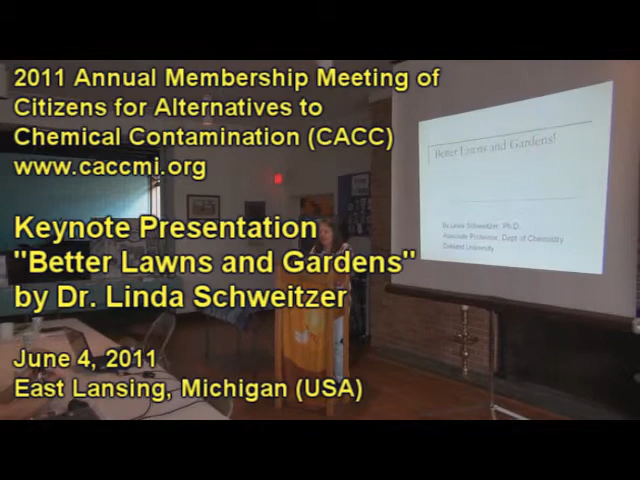 2011 Annual Membership Meeting of
Citizens for Alternatives to
Chemical Contamination (CACC)
www.caccmi.org
Keynote Presentation
"Better Lawns and Gardens"
by Dr. Linda Schweitzer
June 4, 2011
East Lansing, Michigan (USA)
Better Lawns and Gardens!
By Linda Schweitzer, Ph.D.
Associate Professor, Dept of Chemistry
Oakland University